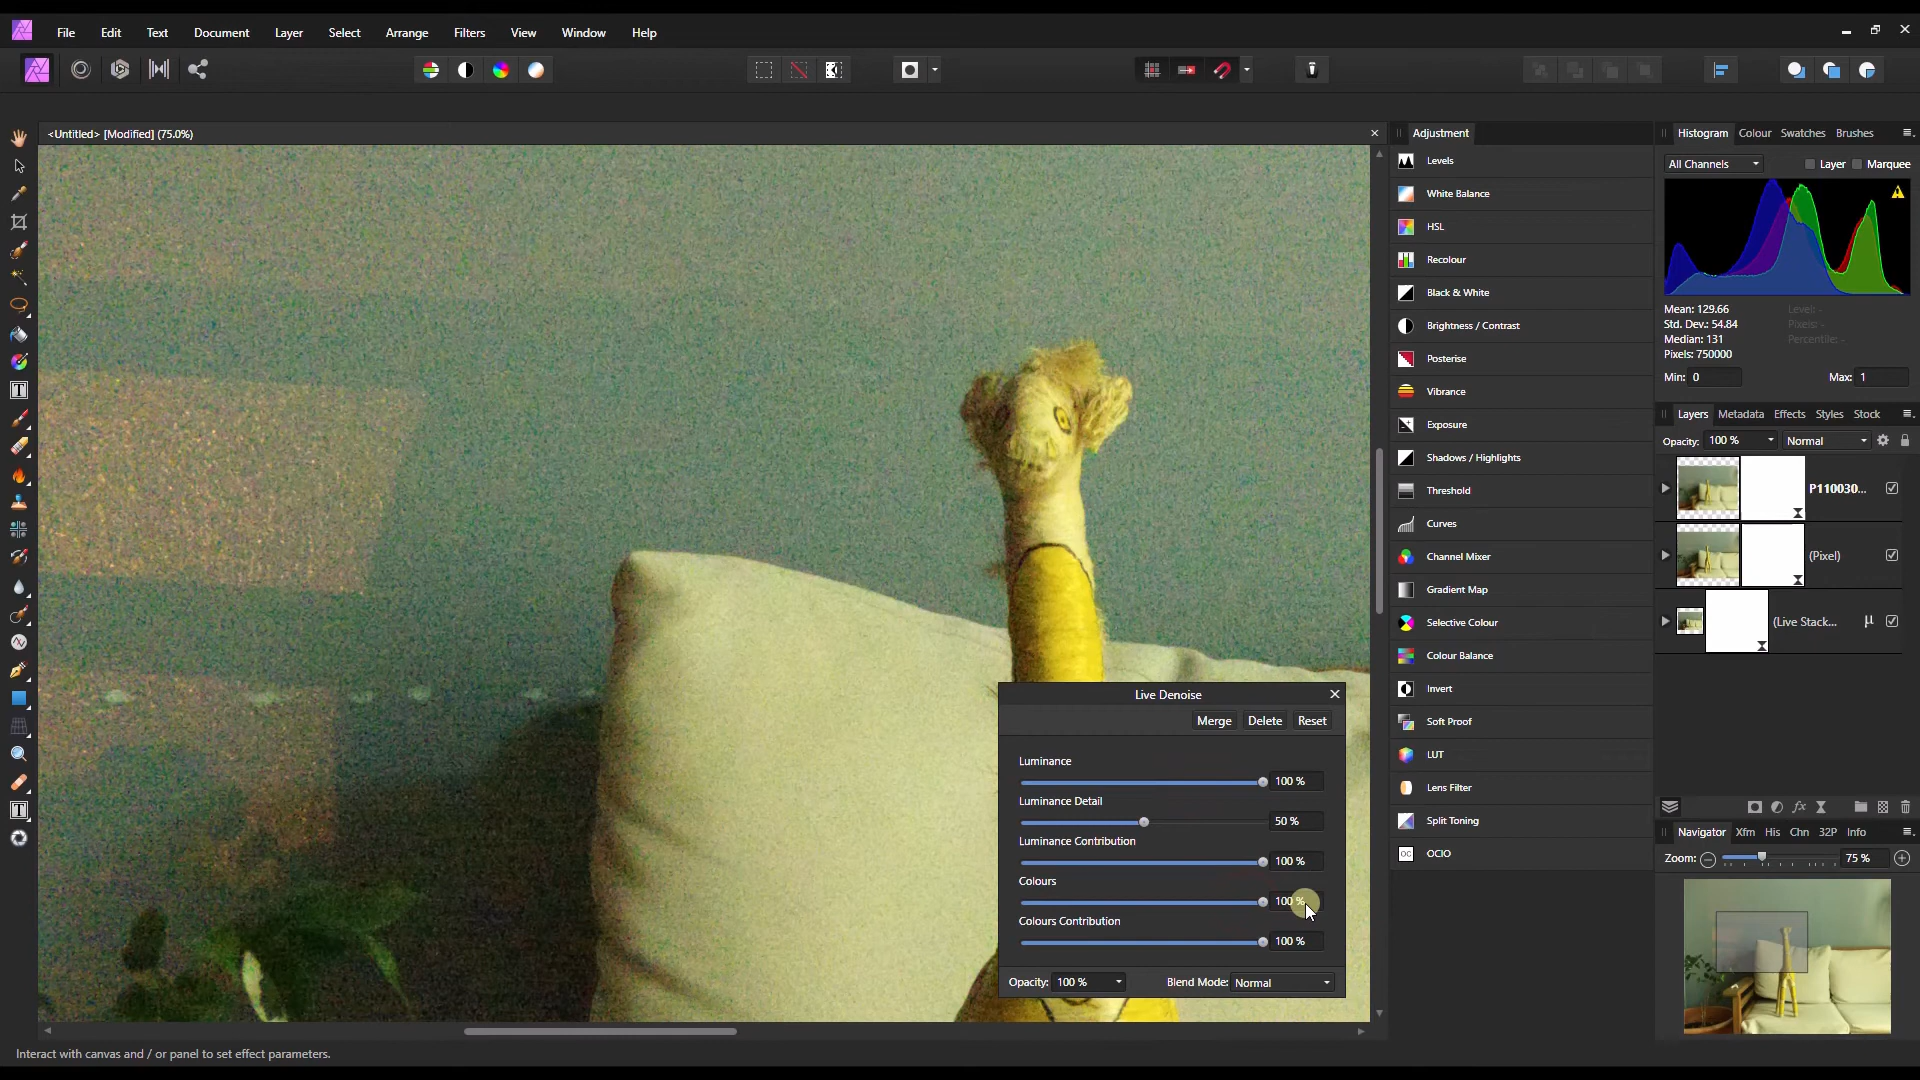 File Edit Text Document Layer Select Arrange Filters View Window Help
<Untitled> [Modified] (75.0%)
Adjustment
Levels
White Balance
HSL
Recolour
Black & White
Brightness / Contrast
Posterise
Vibrance
Exposure
Shadows / Highlights
Threshold
Curves
Channel Mixer
Gradient Map
Selective Colour
Colour Balance
Invert
Soft Proof
LUT
Lens Filter
Split Toning
OCIO
Histogram Colour Swatches Brushes
All Channels Layer Marquee
Mean: 129.66 Level: -
Std. Dev.: 54.84 Pixels: -
Median: 131 Percentile: -
Pixels: 750000
Min: 0 Max: 1
Layers Metadata Effects Styles Stock
Opacity: 100 % Normal
P110030...
(Pixel)
(Live Stack...
Navigator Xfm His Chn 32P Info
Zoom: 75 %
Live Denoise
Merge Delete Reset
Luminance
100 %
Luminance Detail
50 %
Luminance Contribution
100 %
Colours
100 %
Colours Contribution
100 %
Opacity: 100 % Blend Mode: Normal
Interact with canvas and / or panel to set effect parameters.